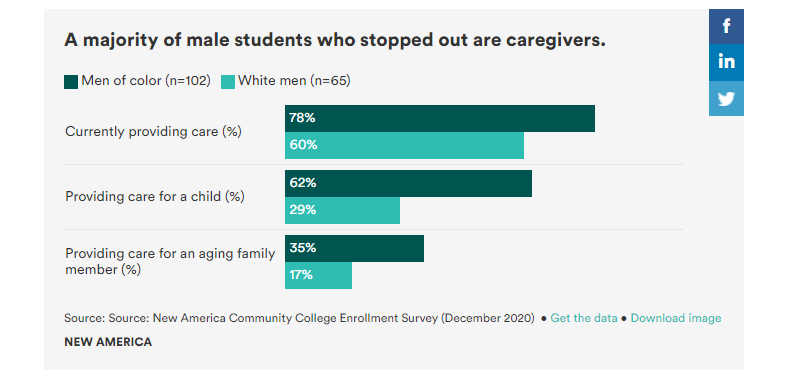 A majority of male students who stopped out are caregivers.
f
in
Men of color (n=102) White men (n=65)
Currently providing care (%)
78%
60%
Providing care for a child (%)
62%
29%
Providing care for an aging family
member (%)
35%
17%
Source: Source: New America Community College Enrollment Survey (December 2020) • Get the data • Download image
NEW AMERICA